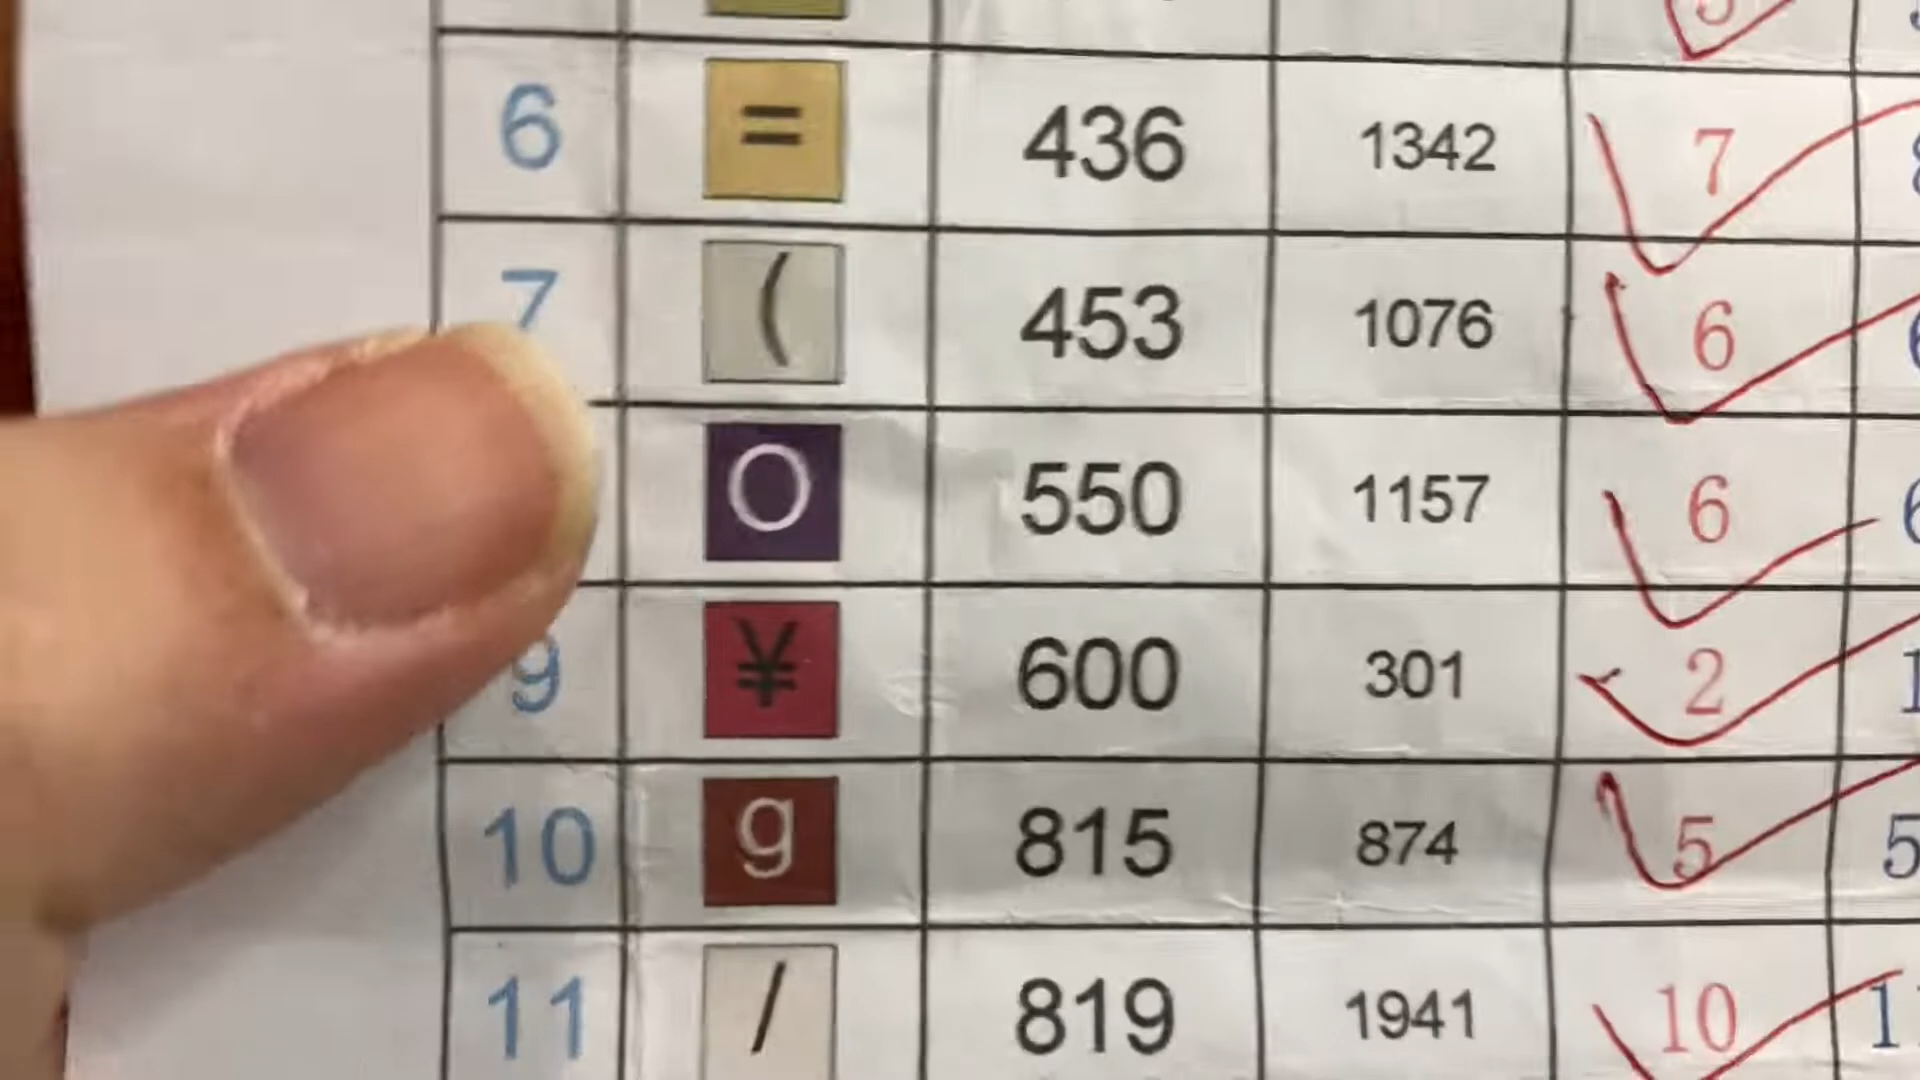 6 = 436 1342 7
7 ( 453 1076 6
O 550 1157 6
9 ¥ 600 301 2
10 g 815 874 5 5
11 / 819 1941 10